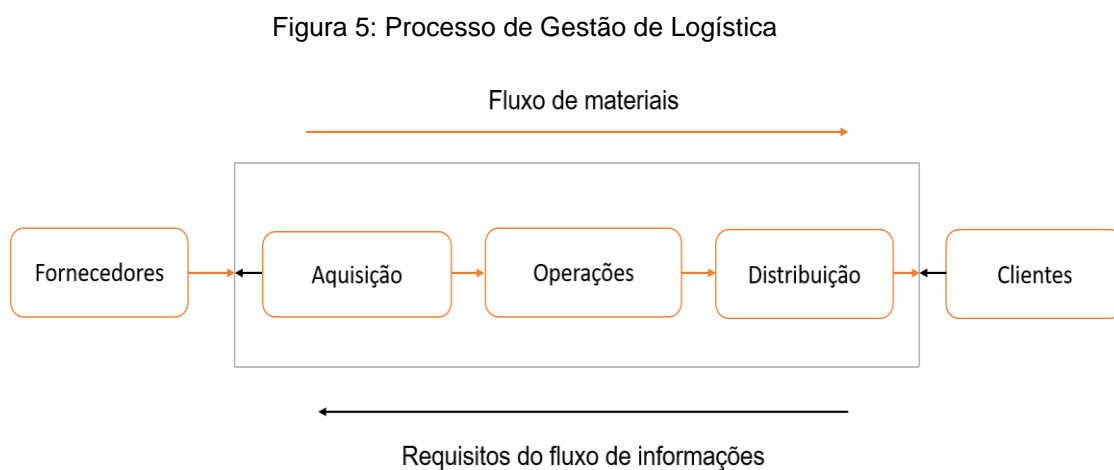 Figura 5: Processo de Gestão de Logística
Fluxo de materiais
Fornecedores
Aquisição
Operações
Distribuição
Clientes
Requisitos do fluxo de informações